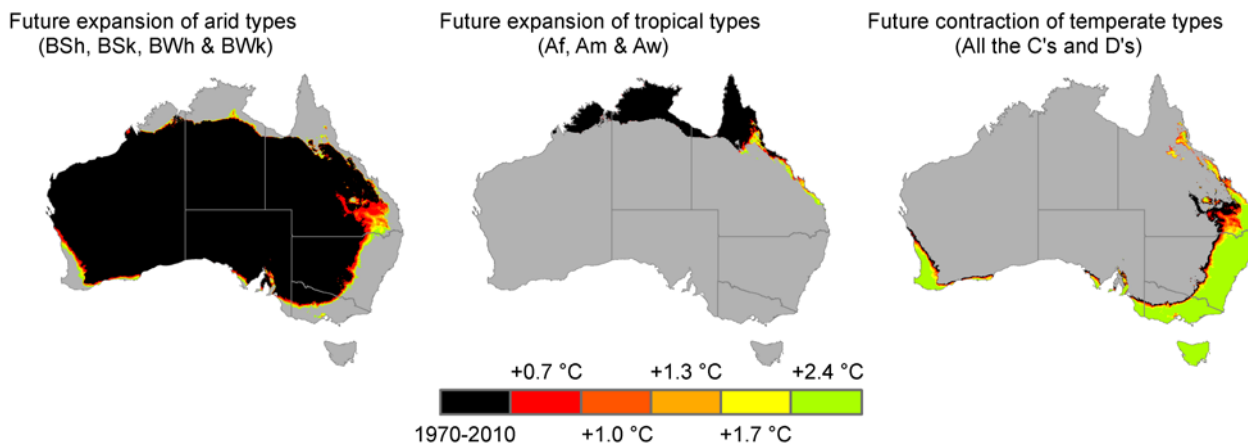 Future expansion of arid types
(BSh, BSk, BWh & BWk)
Future expansion of tropical types
(Af, Am & Aw)
Future contraction of temperate types
(All the C's and D's)
+0.7 °C
+1.3 °C
+2.4 °C
1970-2010
+1.0 °C
+1.7 °C